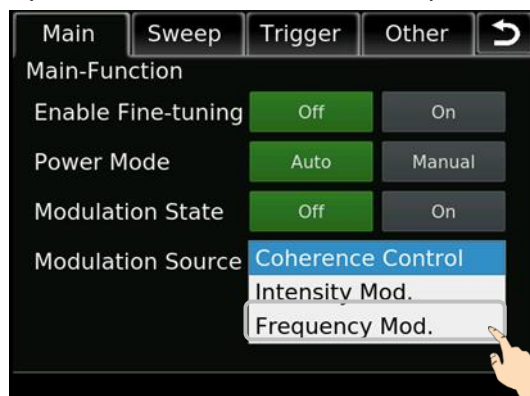 Main Sweep Trigger Other
Main-Function
Enable Fine-tuning Off On
Power Mode Auto Manual
Modulation State Off On
Modulation Source Coherence Control
Intensity Mod.
Frequency Mod.